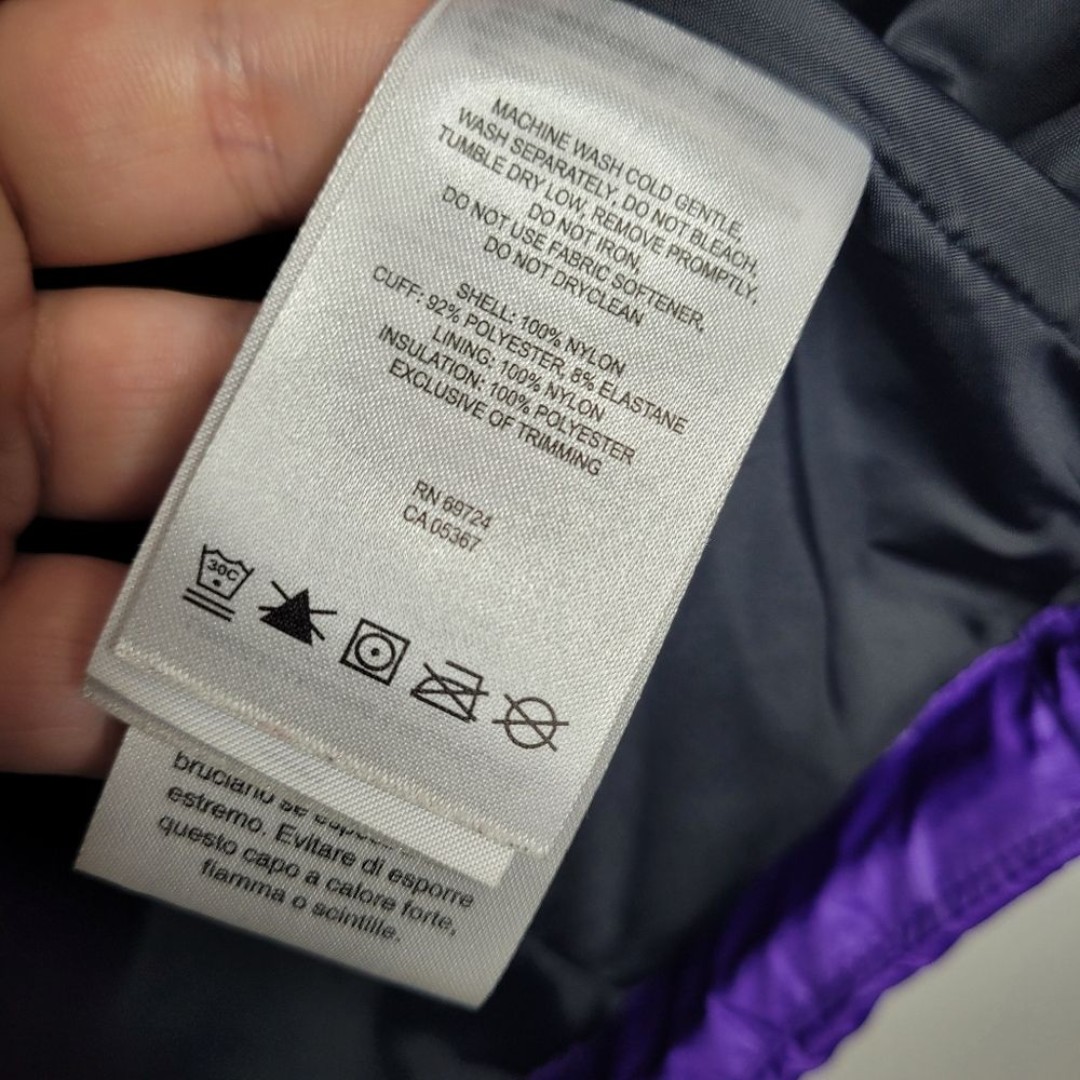 MACHINE WASH COLD GENTLE,
WASH SEPARATELY, DO NOT BLEACH,
TUMBLE DRY LOW, REMOVE PROMPTLY,
DO NOT IRON,
DO NOT USE FABRIC SOFTENER,
DO NOT DRYCLEAN
SHELL: 100% NYLON
CUFF: 92% POLYESTER, 8% ELASTANE
LINING: 100% NYLON
INSULATION: 100% POLYESTER
EXCLUSIVE OF TRIMMING
RN 69724
CA 05367
30C
bruciano se
estremo. Evitare di esporre
questo capo a calore forte,
fiamma o scintille.